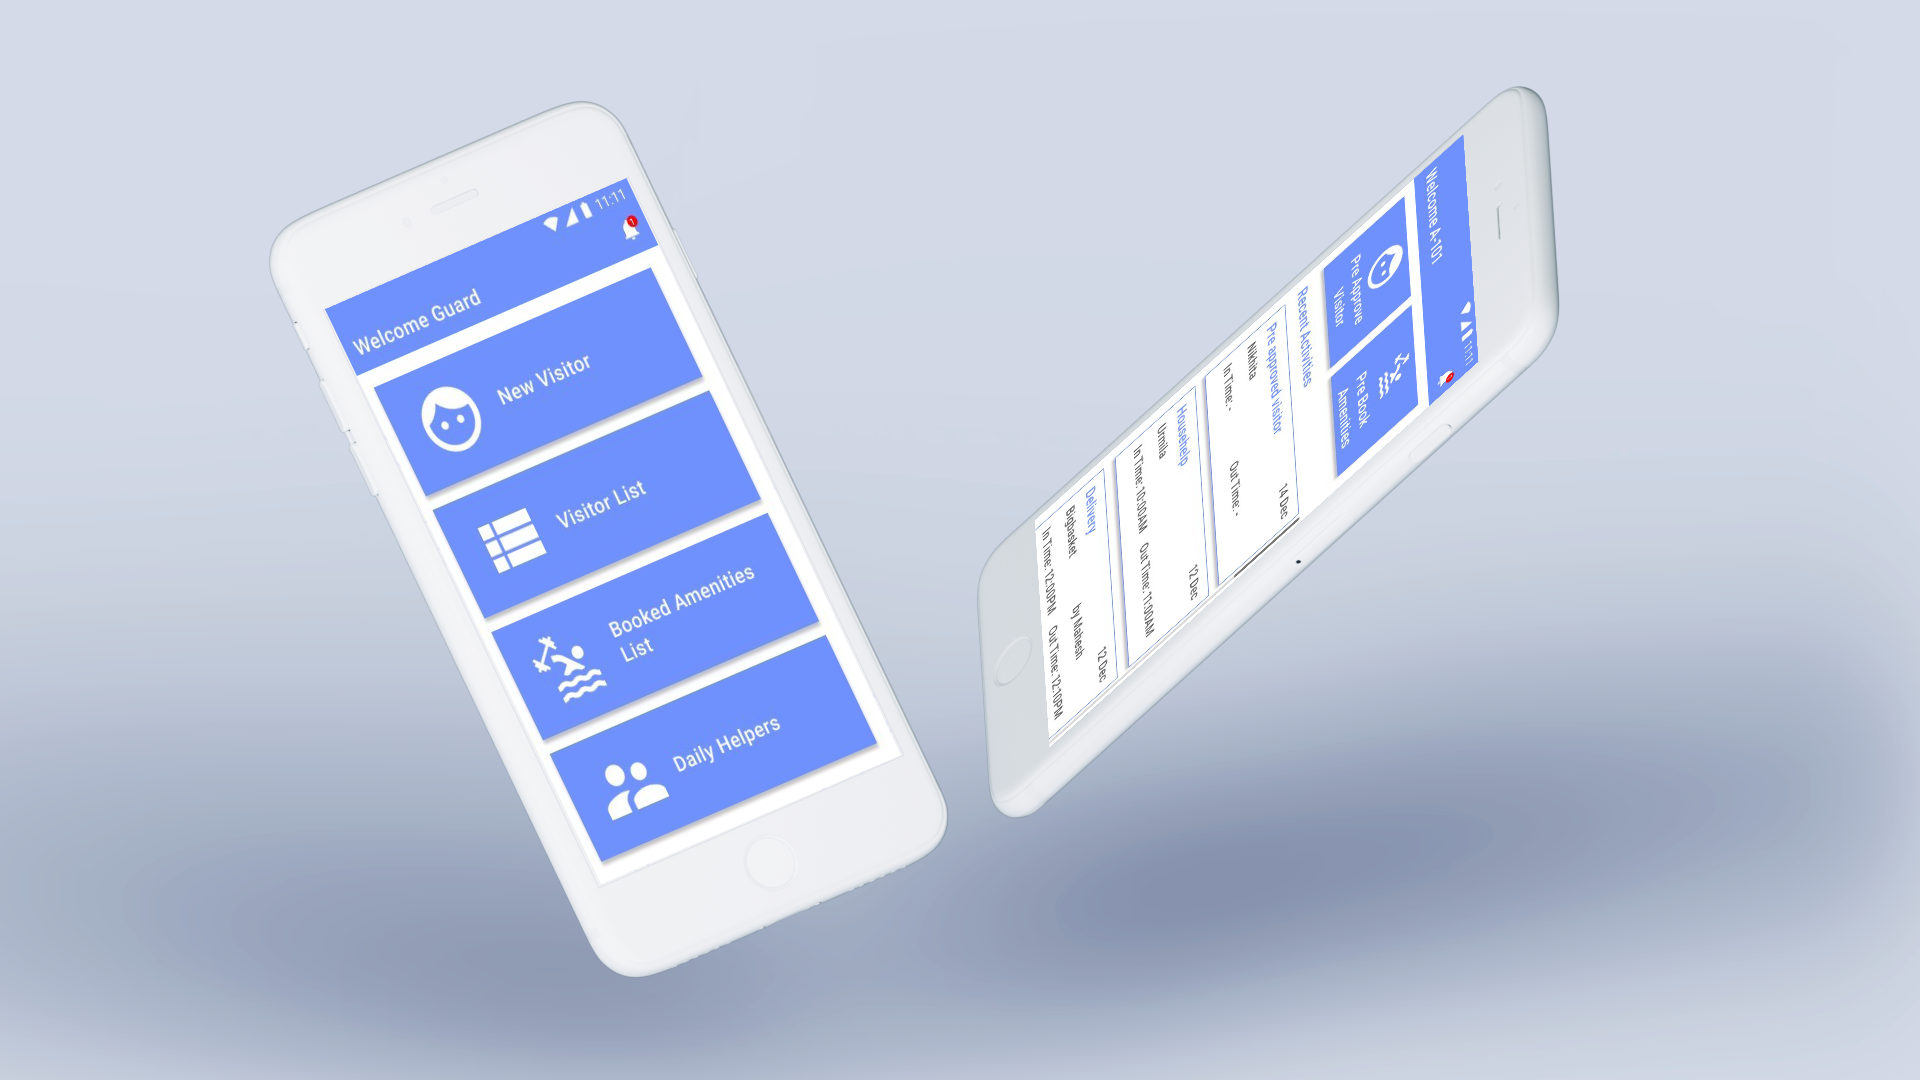 11:11
1
Welcome Guard
New Visitor
Visitor List
Booked Amenities
List
Daily Helpers
Welcome A-101
11:11
Pre Approve
Visitor
Pre Book
Amenities
Recent Activities
Pre approved visitor
14 Dec
Nikhita
In Time: -
Out Time: -
Househelp
12 Dec
Urmila
In Time: 10:00AM
Out Time: 11:00AM
Delivery
12 Dec
Bigbasket
by Mahesh
In Time: 12:00PM
Out Time: 12:10PM